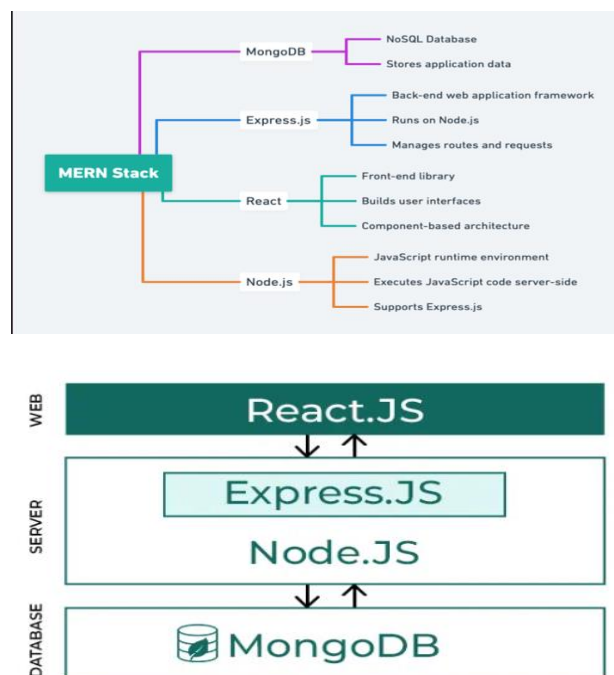 MERN Stack
MongoDB
NoSQL Database
Stores application data
Express.js
Back-end web application framework
Runs on Node.js
Manages routes and requests
React
Front-end library
Builds user interfaces
Component-based architecture
Node.js
JavaScript runtime environment
Executes JavaScript code server-side
Supports Express.js
WEB
React.JS
SERVER
Express.JS
Node.JS
DATABASE
MongoDB